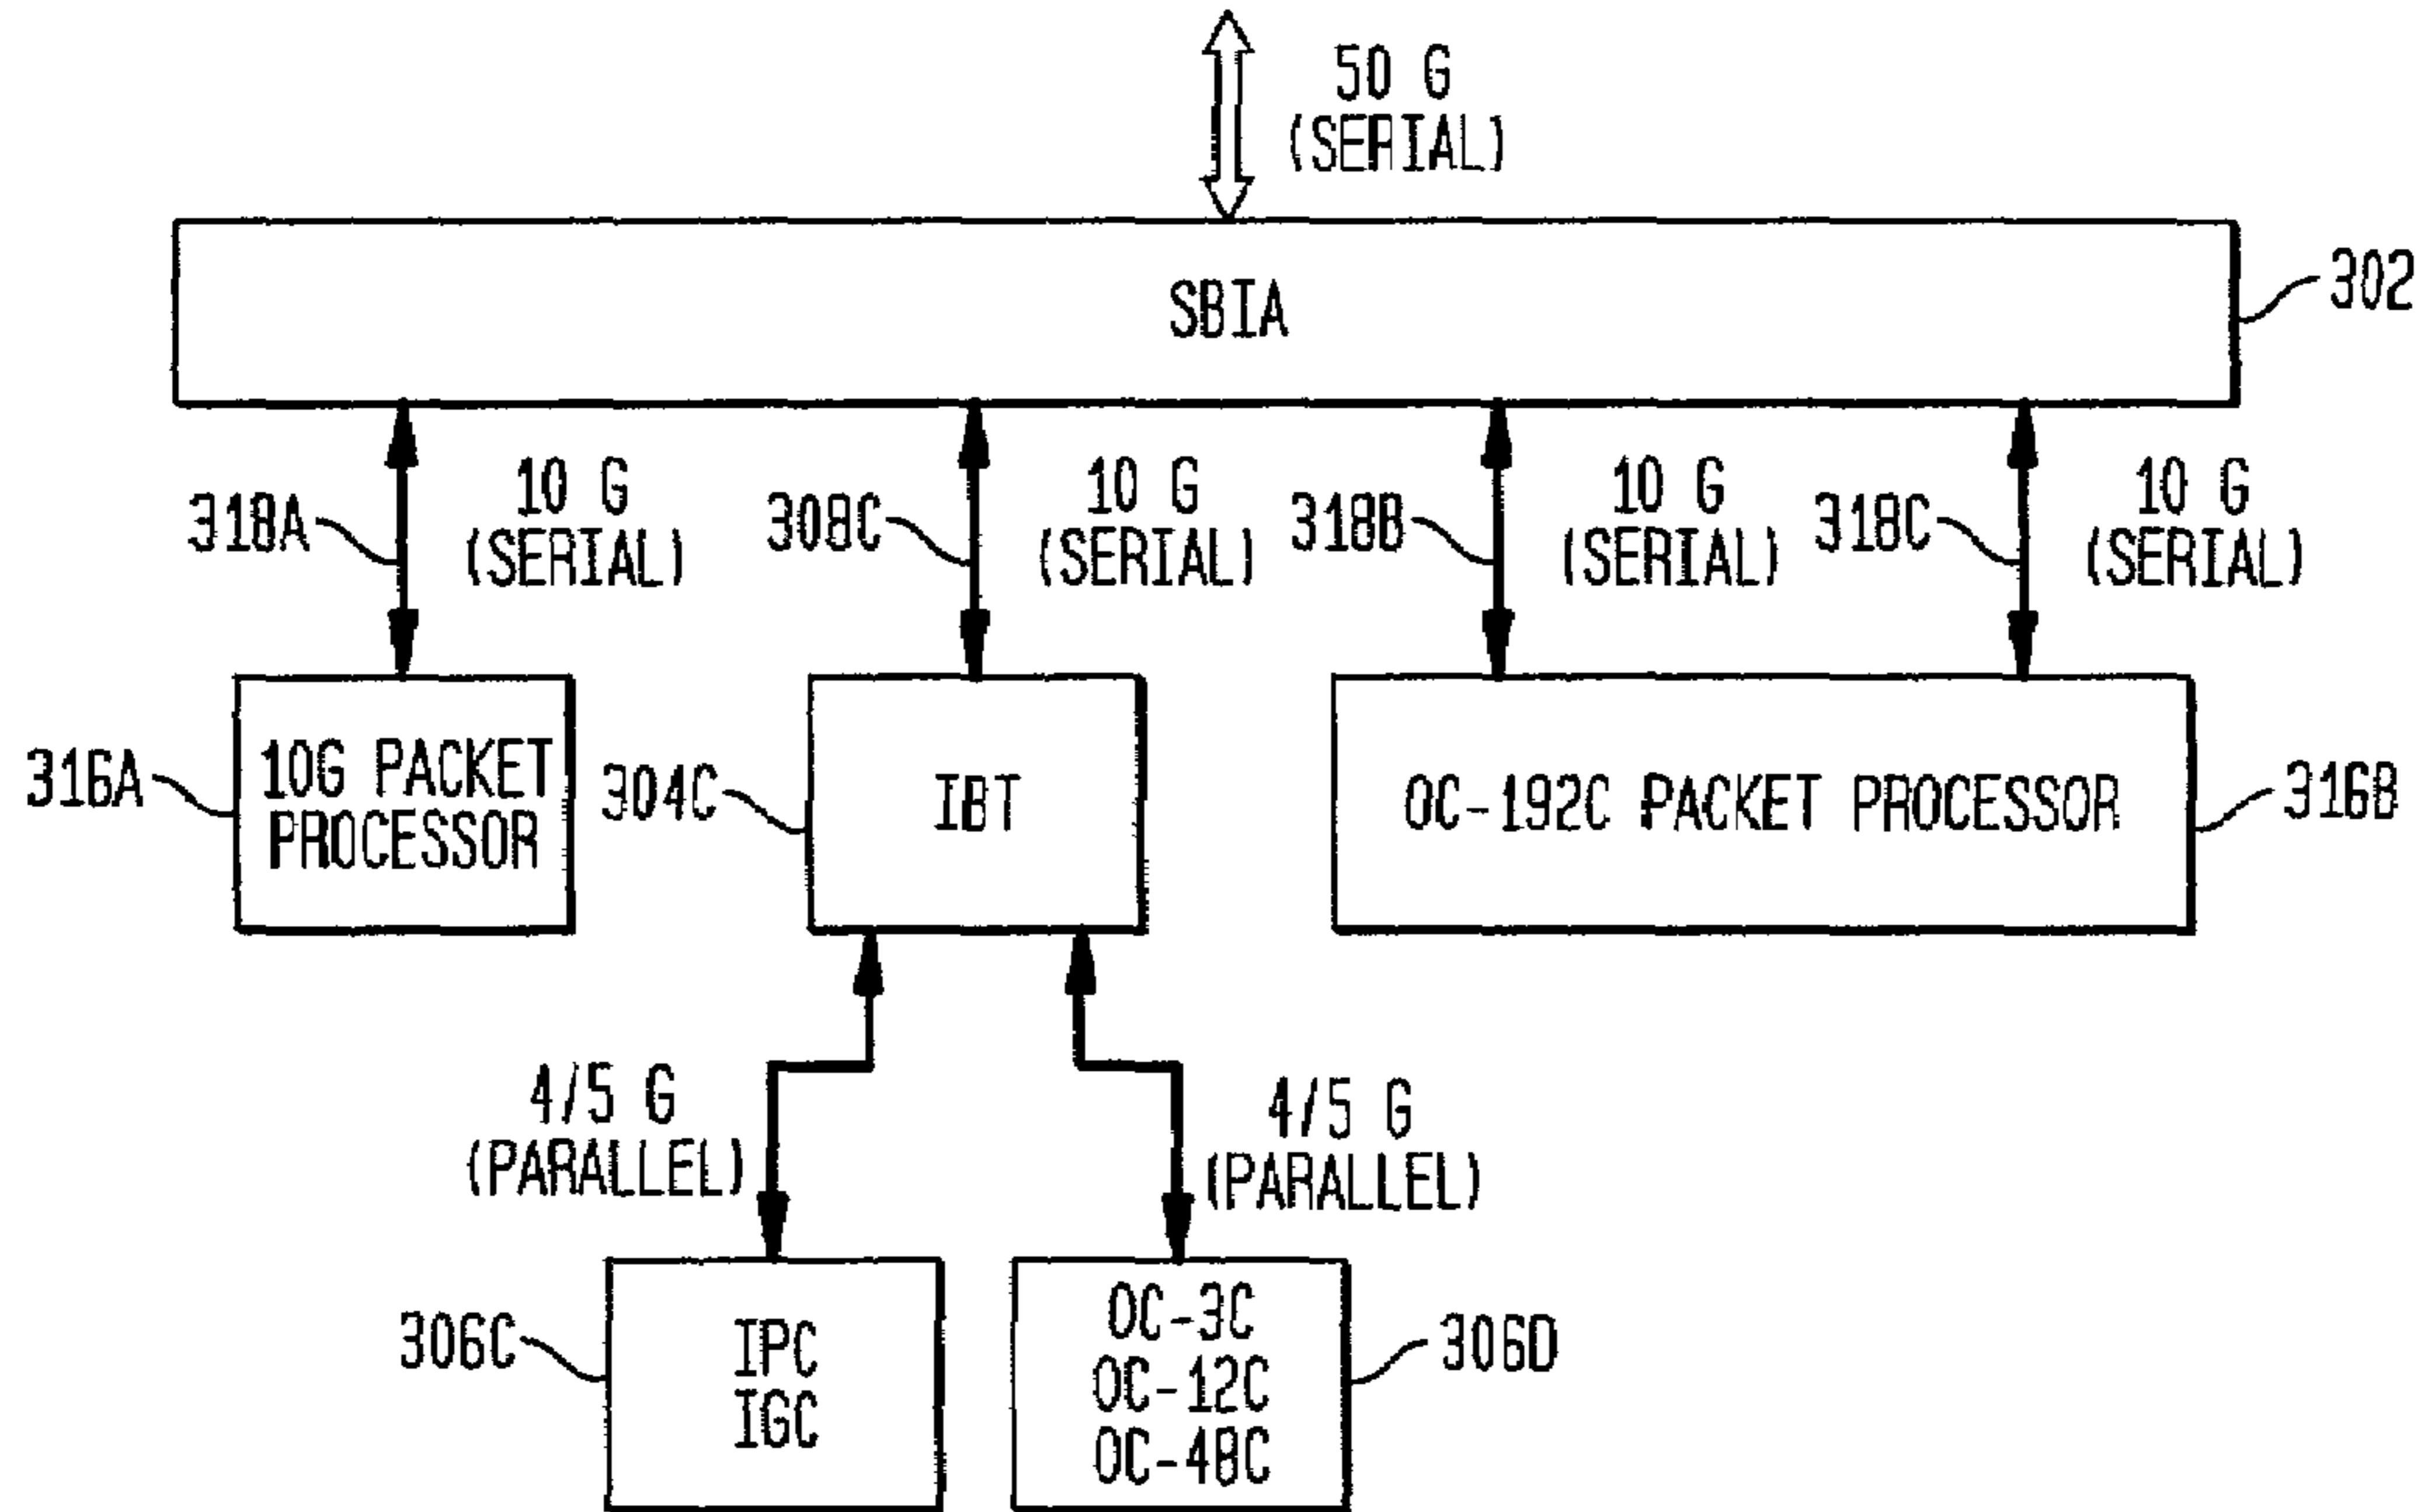 50 G
(SERIAL)
SBIA
302
318A
10 G
(SERIAL)
308C
10 G
(SERIAL)
318B
10 G
(SERIAL)
318C
10 G
(SERIAL)
316A
10G PACKET
PROCESSOR
304C
IBT
OC-192C PACKET PROCESSOR
316B
4/5 G
(PARALLEL)
4/5 G
(PARALLEL)
306C
IPC
IGC
OC-3C
OC-12C
OC-48C
306D